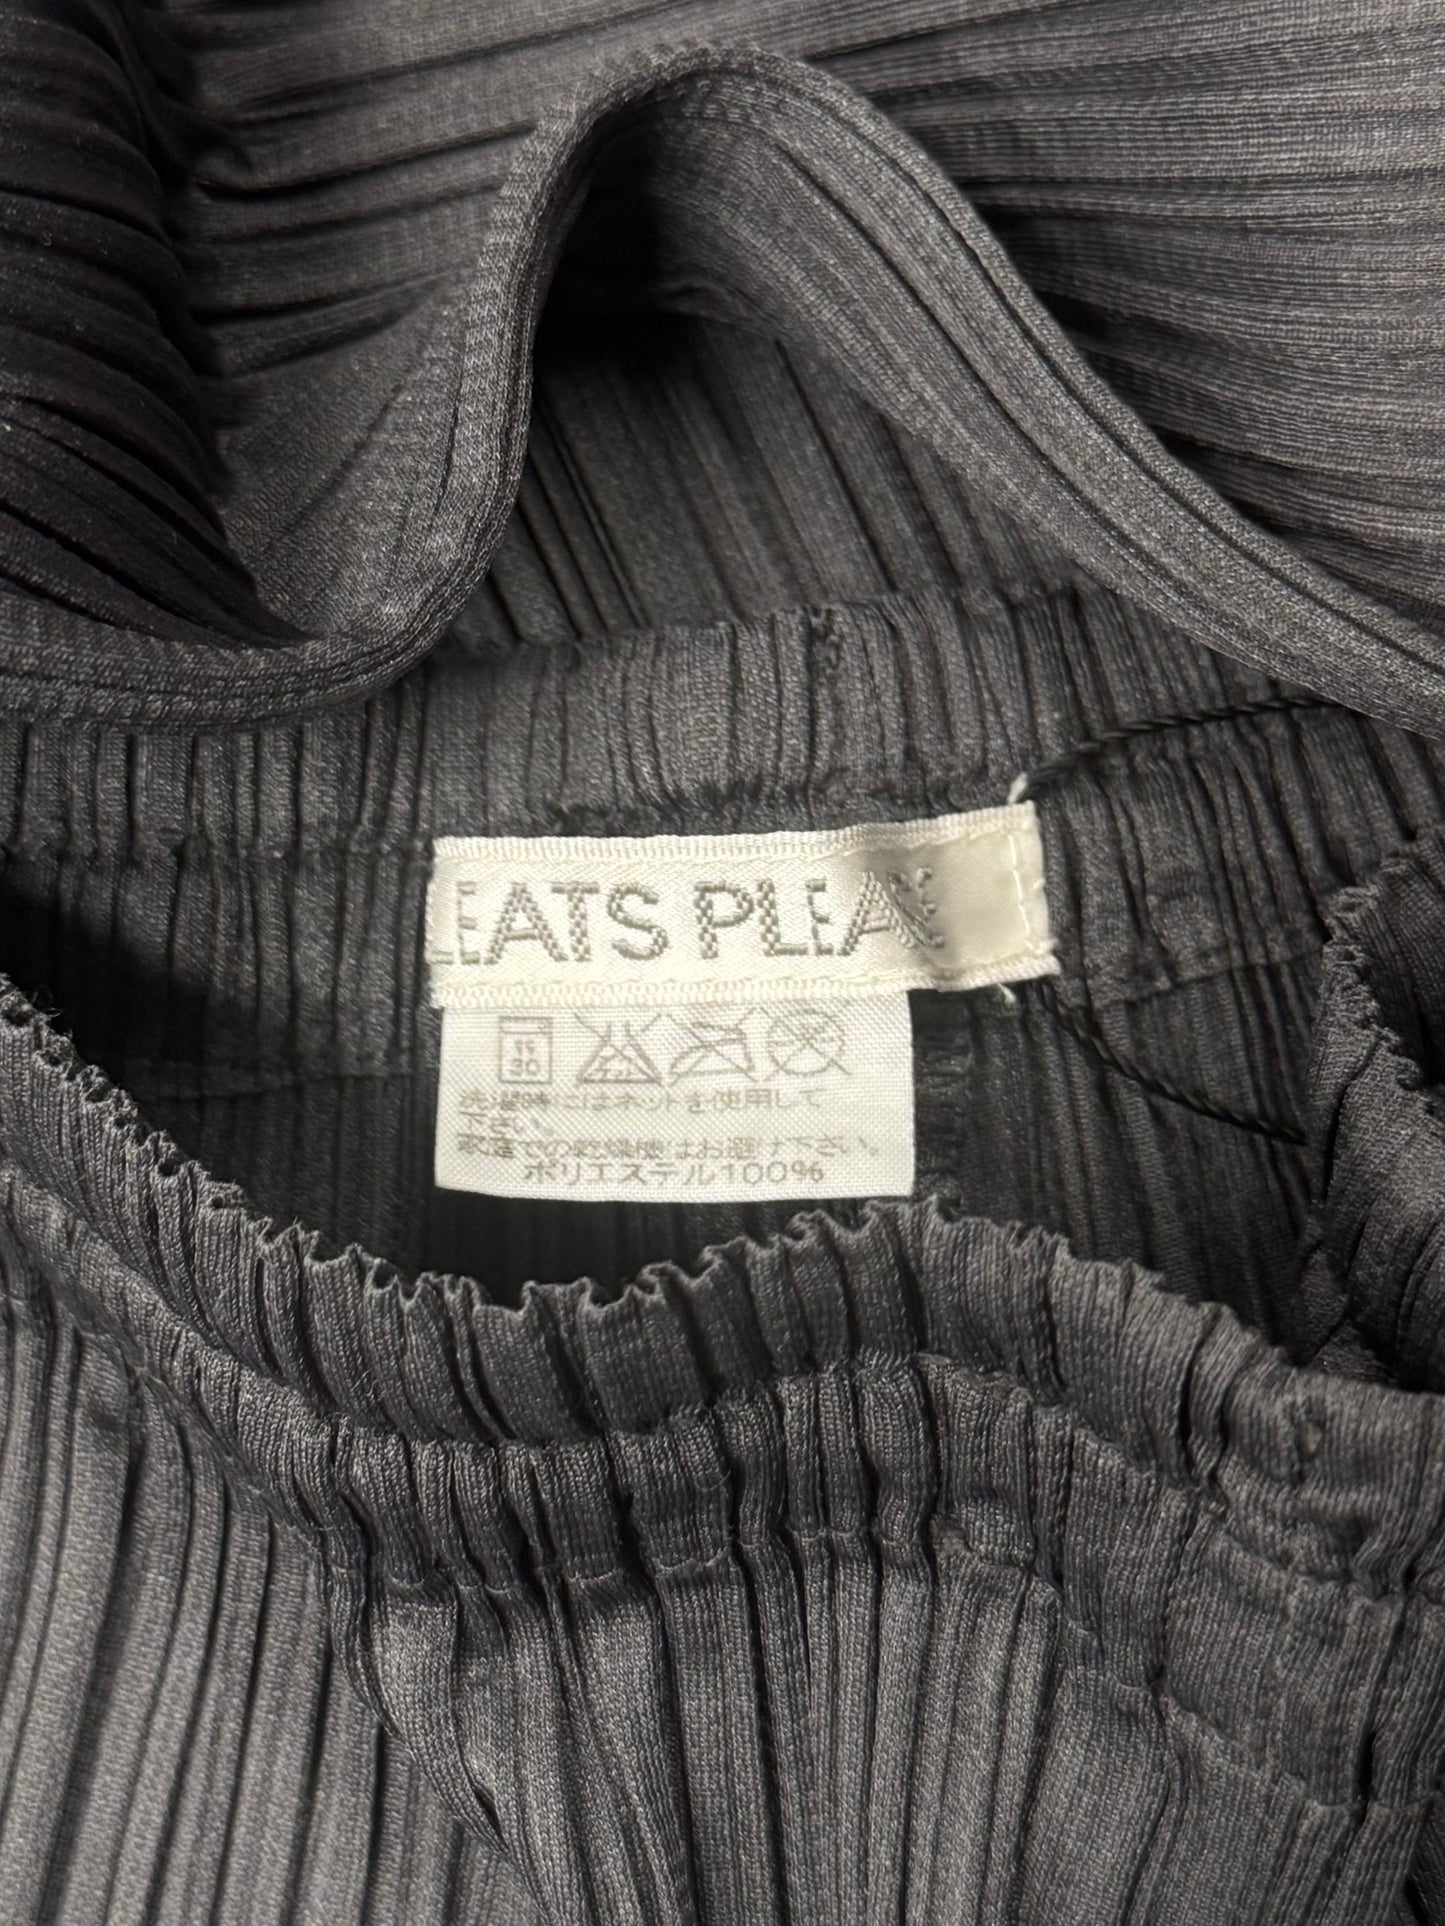 LEATS PLEA
15
30
洗濯時にはネットを使用して
下さい。
家庭での乾燥機はお避け下さい。
ポリエステル100%